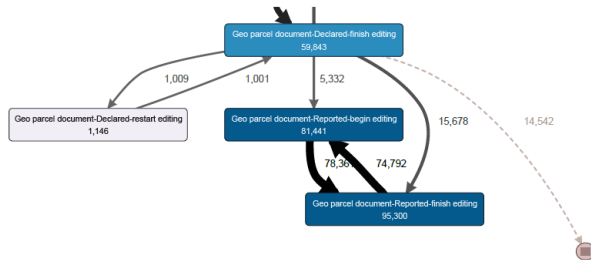 Geo parcel document-Declared-finish editing
59,843
1,009
1,001
5,332
Geo parcel document-Declared-restart editing
1,146
Geo parcel document-Reported-begin editing
81,441
15,678
14,542
74,792
Geo parcel document-Reported-finish editing
95,300